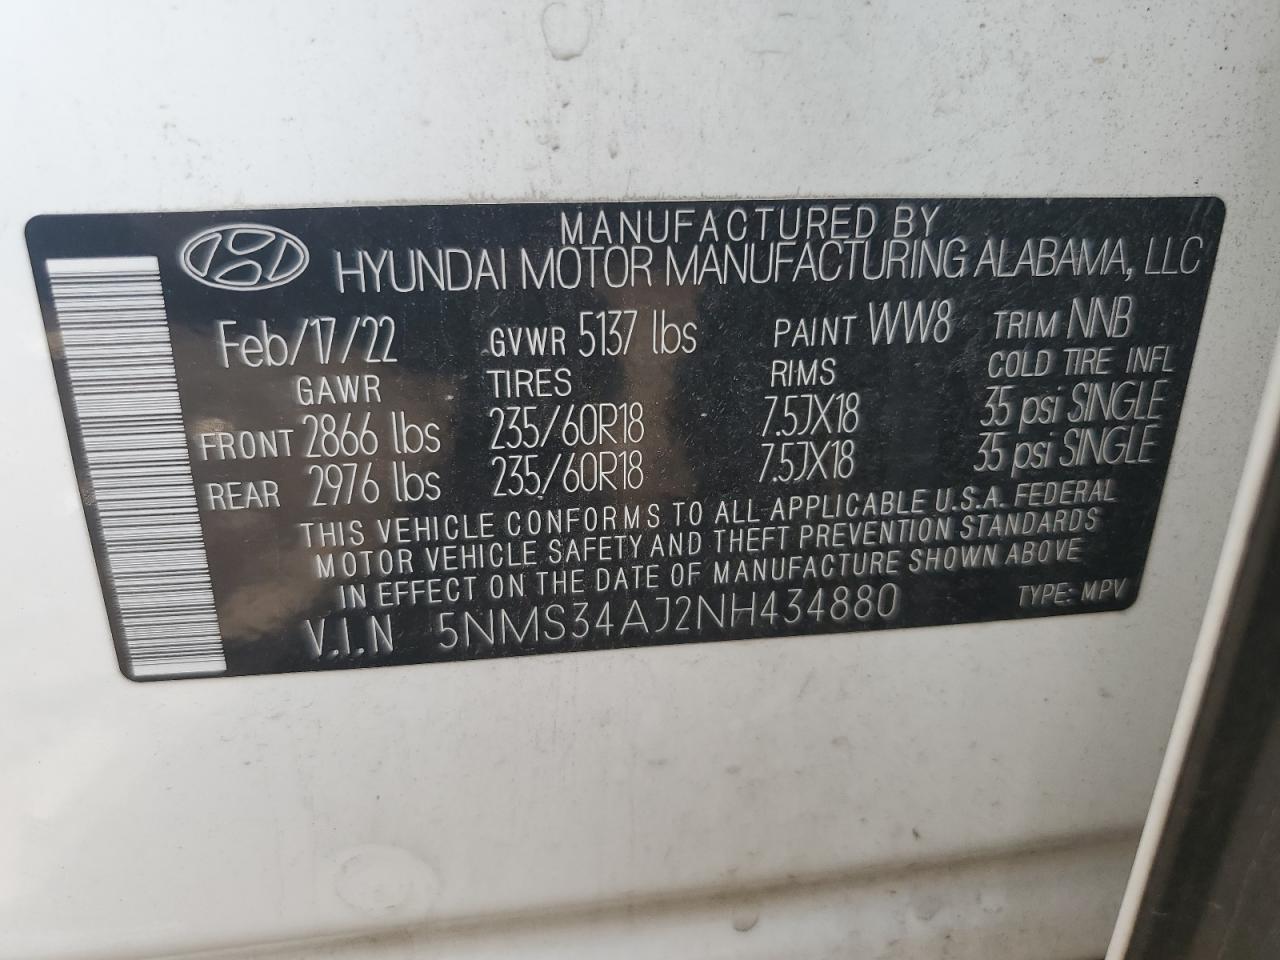 MANUFACTURED BY
HYUNDAI MOTOR MANUFACTURING ALABAMA, LLC
Feb/17/22 GVWR 5137 lbs PAINT WW8 TRIM NNB
GAWR TIRES RIMS COLD TIRE INFL
FRONT 2866 lbs 235/60R18 7.5JX18 35 psi SINGLE
REAR 2976 lbs 235/60R18 7.5JX18 35 psi SINGLE
THIS VEHICLE CONFORMS TO ALL APPLICABLE U.S.A. FEDERAL
MOTOR VEHICLE SAFETY AND THEFT PREVENTION STANDARDS
IN EFFECT ON THE DATE OF MANUFACTURE SHOWN ABOVE
V.I.N 5NMS34AJ2NH434880 TYPE: MPV